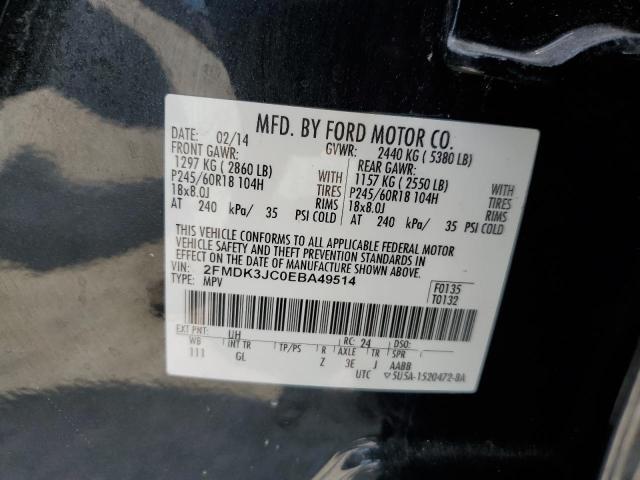 MFD. BY FORD MOTOR CO.
DATE: 02/14 GVWR: 2440 KG ( 5380 LB)
FRONT GAWR: REAR GAWR:
1297 KG ( 2860 LB) WITH 1157 KG ( 2550 LB) WITH
P245/60R18 104H TIRES P245/60R18 104H TIRES
18x8.0J RIMS 18x8.0J RIMS
AT 240 kPa/ 35 PSI COLD AT 240 kPa/ 35 PSI COLD
THIS VEHICLE CONFORMS TO ALL APPLICABLE FEDERAL MOTOR
VEHICLE SAFETY AND THEFT PREVENTION STANDARDS IN
EFFECT ON THE DATE OF MANUFACTURE SHOWN ABOVE.
VIN: 2FMDK3JC0EBA49514 F0135
TYPE: MPV T0132
EXT PNT: UH RC: 24 DSO:
WB INT TR TP/PS R AXLE TR SPR
111 GL Z 3E J AABB
UTC ▽5U5A-1520472-BA